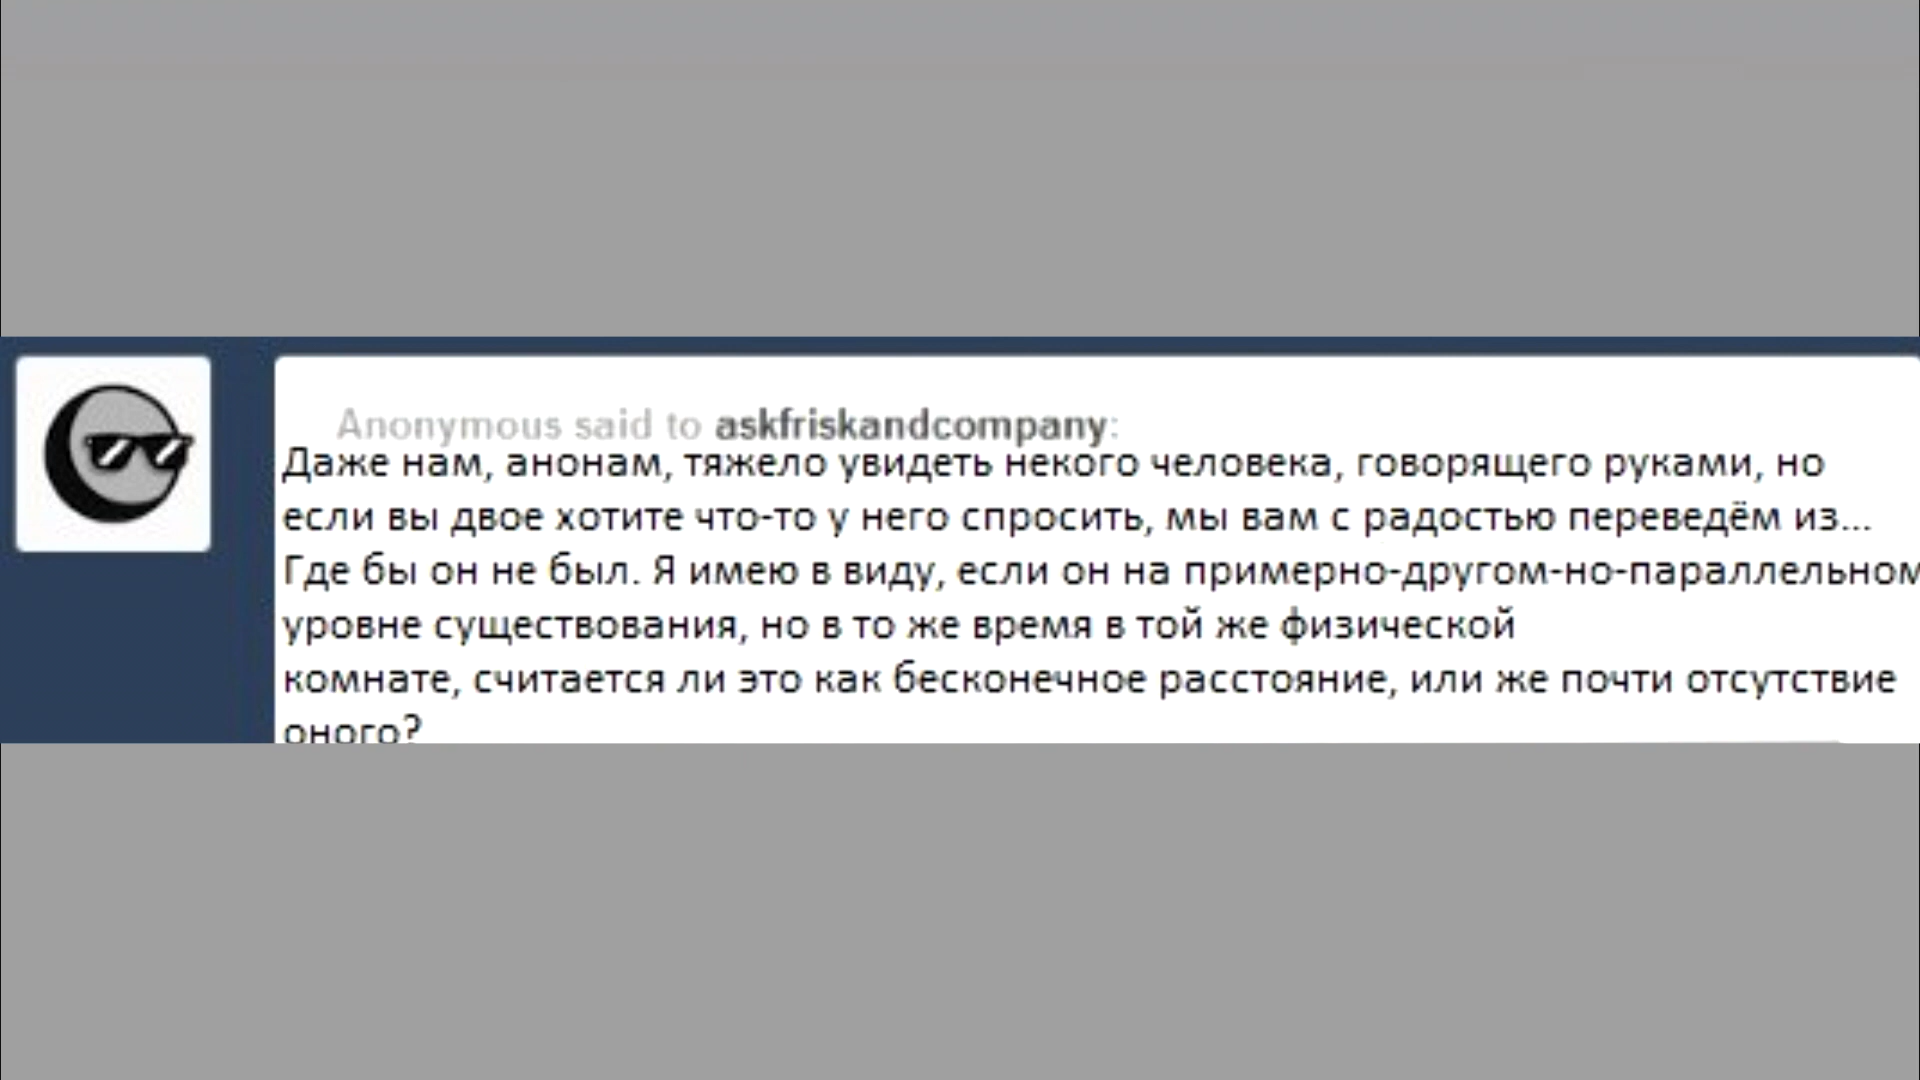 Anonymous said to askfriskandcompany:
Даже нам, анонам, тяжело увидеть некого человека, говорящего руками, но
если вы двое хотите что-то у него спросить, мы вам с радостью переведём из...
Где бы он не был. Я имею в виду, если он на примерно-другом-но-параллельном
уровне существования, но в то же время в той же физической
комнате, считается ли это как бесконечное расстояние, или же почти отсутствие
оного?